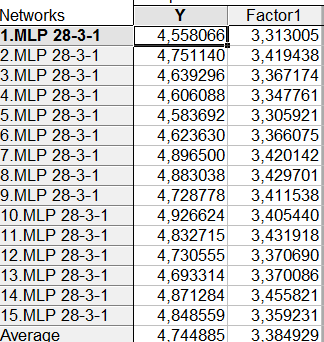 Networks Y Factor1
1.MLP 28-3-1 4,558066 3,313005
2.MLP 28-3-1 4,751140 3,419438
3.MLP 28-3-1 4,639296 3,367174
4.MLP 28-3-1 4,606088 3,347761
5.MLP 28-3-1 4,583692 3,305921
6.MLP 28-3-1 4,623630 3,366075
7.MLP 28-3-1 4,896500 3,420142
8.MLP 28-3-1 4,883038 3,429701
9.MLP 28-3-1 4,728778 3,411538
10.MLP 28-3-1 4,926624 3,405440
11.MLP 28-3-1 4,832715 3,431918
12.MLP 28-3-1 4,730555 3,370690
13.MLP 28-3-1 4,693314 3,370086
14.MLP 28-3-1 4,871284 3,455821
15.MLP 28-3-1 4,848559 3,359231
Average 4,744885 3,384929